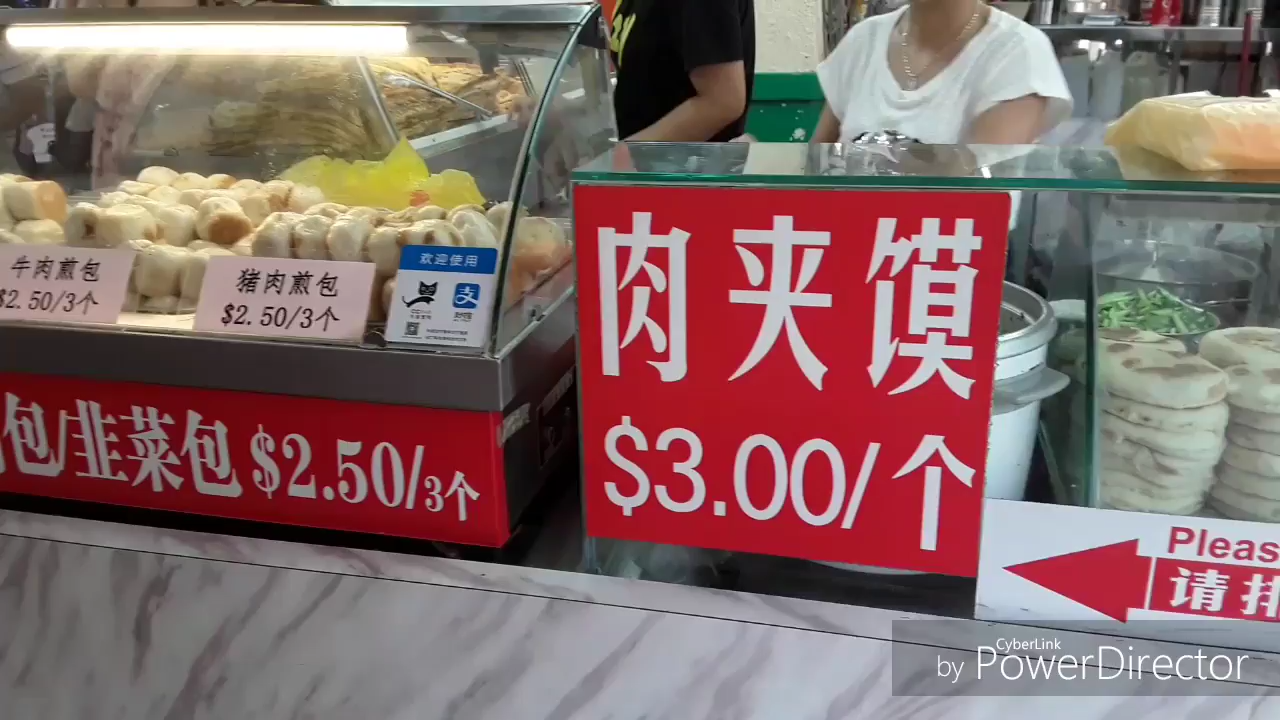 牛肉煎包
$2.50/3个
猪肉煎包
$2.50/3个
欢迎使用
包/韭菜包 $2.50/3个
肉夹馍
$3.00/个
Pleas
请排
CyberLink
by PowerDirector